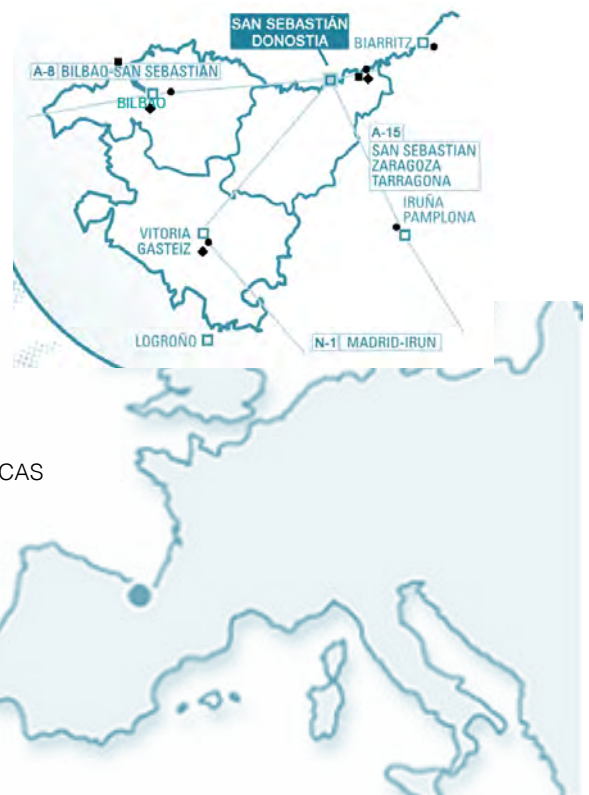 SAN SEBASTIÁN
DONOSTIA
BIARRITZ
A-8 BILBAO-SAN SEBASTIAN
BILBAO
A-15
SAN SEBASTIAN
ZARAGOZA
TARRAGONA
IRUÑA
PAMPLONA
VITORIA
GASTEIZ
LOGROÑO
N-1 MADRID-IRUN
CAS